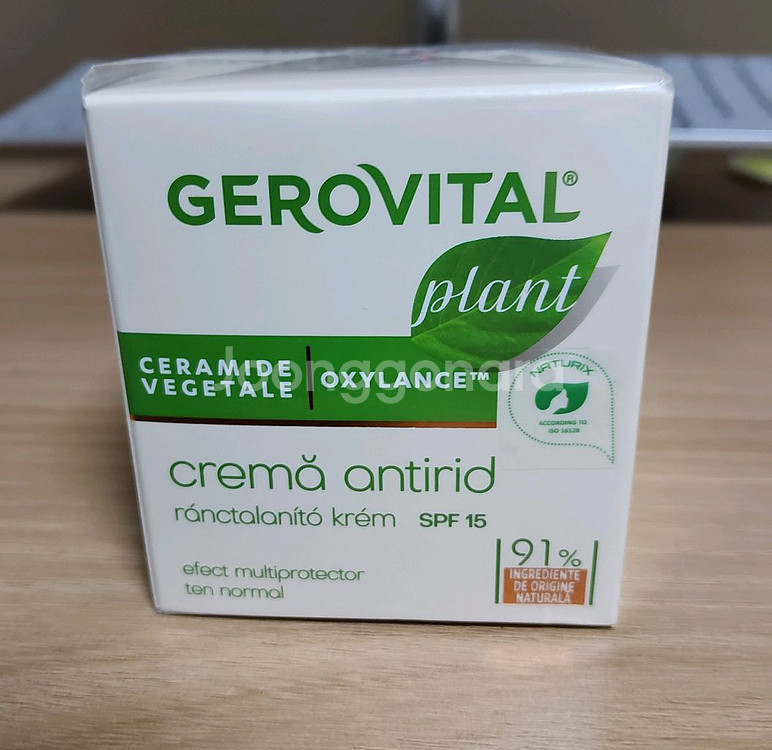 GEROVITAL®
plant
CERAMIDE
VEGETALE
OXYLANCE™
Joonggonara
NATURIX
ACCORDING TO
ISO 16128
cremă antirid
ránctalanító krém SPF 15
91%
INGREDIENTE
DE ORIGINE
NATURALĂ
efect multiprotector
ten normal